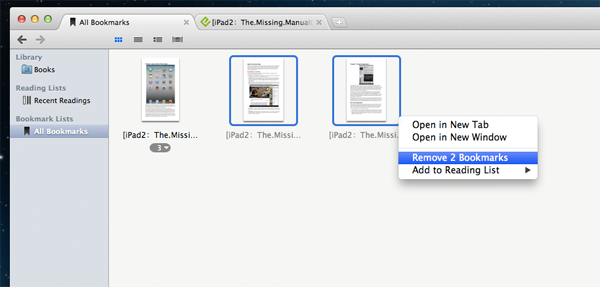 All Bookmarks
[iPad2：The.Missing.Manual
Library
Books
Reading Lists
Recent Readings
Bookmark Lists
All Bookmarks
[iPad2：The.Missi...
[iPad2：The.Missi...
[iPad2：The.Missi...
3
Open in New Tab
Open in New Window
Remove 2 Bookmarks
Add to Reading List